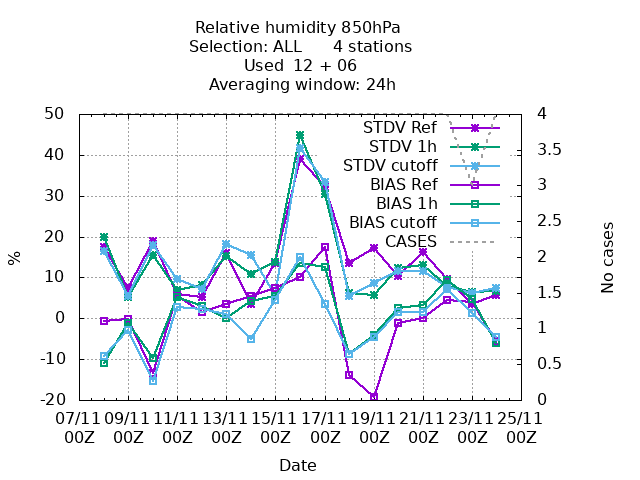 Relative humidity 850hPa
Selection: ALL      4 stations
Used  12 + 06
Averaging window: 24h
50
40
30
20
10
0
-10
-20
4
3.5
3
2.5
2
1.5
1
0.5
0
%
No cases
STDV Ref
STDV 1h
STDV cutoff
BIAS Ref
BIAS 1h
BIAS cutoff
CASES
07/11 09/11 11/11 13/11 15/11 17/11 19/11 21/11 23/11 25/11
00Z 00Z 00Z 00Z 00Z 00Z 00Z 00Z 00Z 00Z
Date